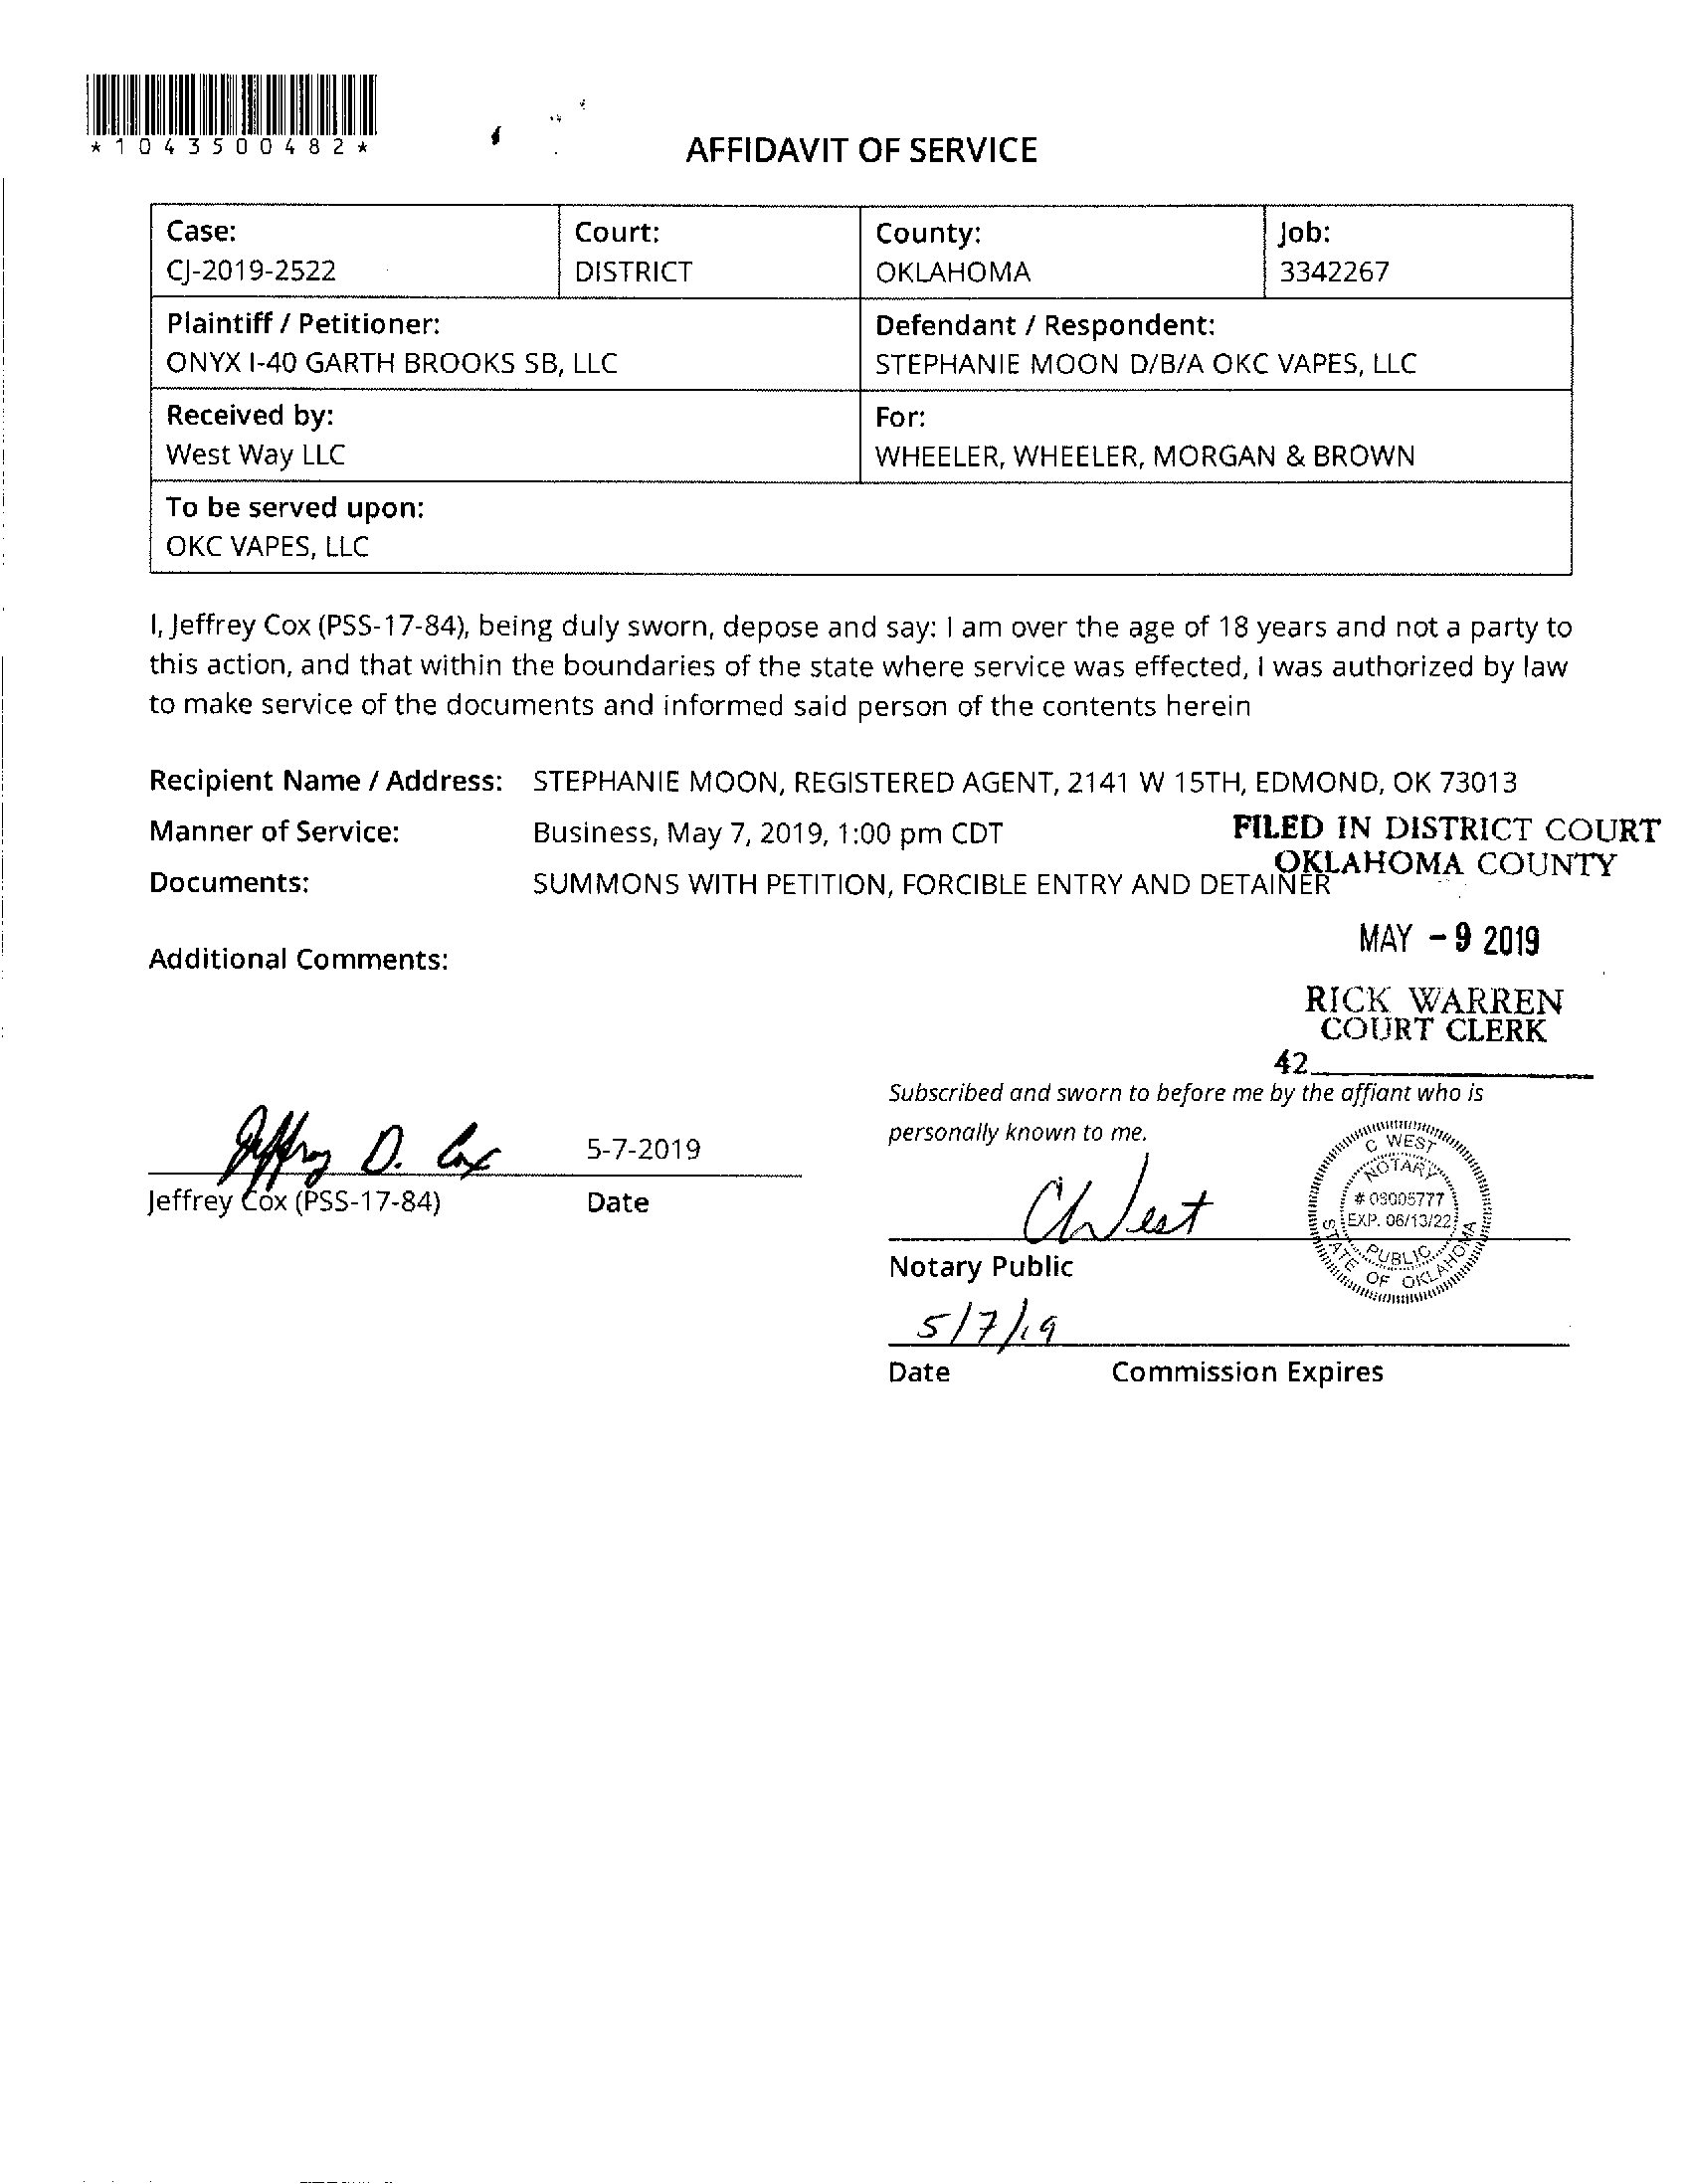 *1043500482*
AFFIDAVIT OF SERVICE
Case: Court: County: Job:
CJ-2019-2522 DISTRICT OKLAHOMA 3342267
Plaintiff / Petitioner: Defendant / Respondent:
ONYX I-40 GARTH BROOKS SB, LLC STEPHANIE MOON D/B/A OKC VAPES, LLC
Received by: For:
West Way LLC WHEELER, WHEELER, MORGAN & BROWN
To be served upon:
OKC VAPES, LLC
I, Jeffrey Cox (PSS-17-84), being duly sworn, depose and say: I am over the age of 18 years and not a party to
this action, and that within the boundaries of the state where service was effected, I was authorized by law
to make service of the documents and informed said person of the contents herein
Recipient Name / Address: STEPHANIE MOON, REGISTERED AGENT, 2141 W 15TH, EDMOND, OK 73013
Manner of Service: Business, May 7, 2019, 1:00 pm CDT
FILED IN DISTRICT COURT
OKLAHOMA COUNTY
Documents: SUMMONS WITH PETITION, FORCIBLE ENTRY AND DETAINER
MAY - 9 2019
Additional Comments:
RICK WARREN
COURT CLERK
42
Subscribed and sworn to before me by the affiant who is
personally known to me.
Jeffrey D. Cox 5-7-2019
Jeffrey Cox (PSS-17-84) Date
C West
C WEST
NOTARY
# 03005777
EXP. 06/13/22
PUBLIC
STATE OF OKLAHOMA
Notary Public
5/7/19
Date Commission Expires